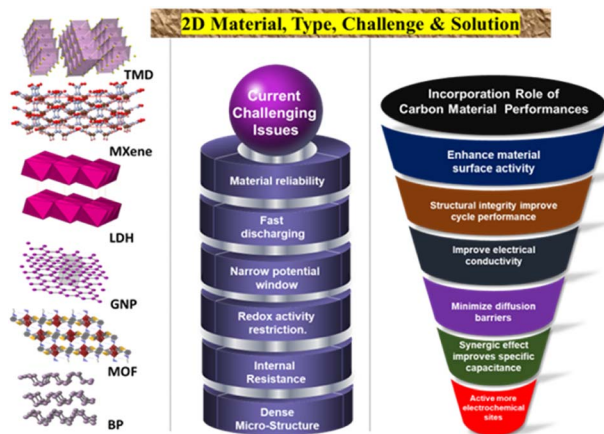 2D Material, Type, Challenge & Solution
TMD
MXene
LDH
GNP
MOF
BP
Current
Challenging
Issues
Material reliability
Fast
discharging
Narrow potential
window
Redox activity
restriction.
Internal
Resistance
Dense
Micro-Structure
Incorporation Role of
Carbon Material Performances
Enhance material
surface activity
Structural integrity improve
cycle performance
Improve electrical
conductivity
Minimize diffusion
barriers
Synergic effect
improves specific
capacitance
Active more
electrochemical
sites